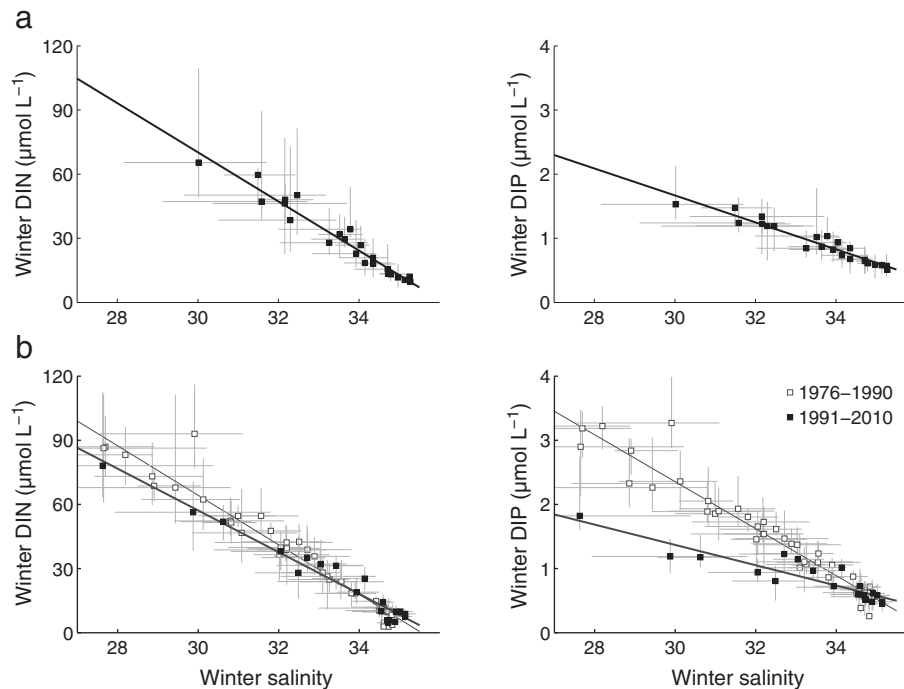 a
Winter DIN (µmol L⁻¹)
120
90
60
30
0
28 30 32 34
Winter DIP (µmol L⁻¹)
4
3
2
1
0
28 30 32 34
b
Winter DIN (µmol L⁻¹)
120
90
60
30
0
28 30 32 34
Winter salinity
Winter DIP (µmol L⁻¹)
4
3
2
1
0
28 30 32 34
Winter salinity
1976–1990
1991–2010